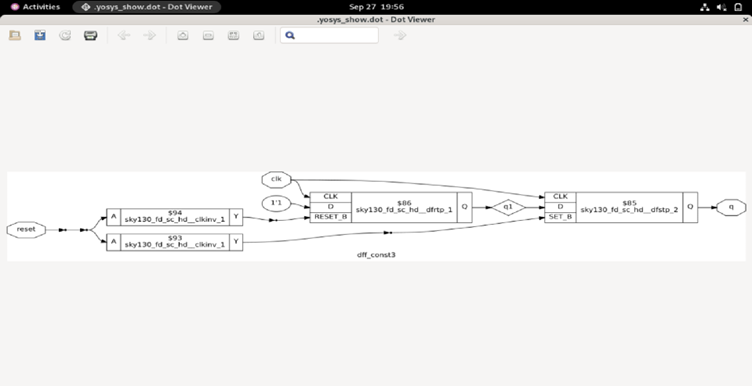 Activities
.yosys_show.dot - Dot Viewer
Sep 27 19:56
.yosys_show.dot - Dot Viewer
clk
1'1
CLK
D
RESET_B
$86
sky130_fd_sc_hd__dfrtp_1
Q
q1
CLK
D
SET_B
$85
sky130_fd_sc_hd__dfstp_2
Q
q
reset
A
$94
sky130_fd_sc_hd__clkinv_1
Y
A
$93
sky130_fd_sc_hd__clkinv_1
Y
dff_const3